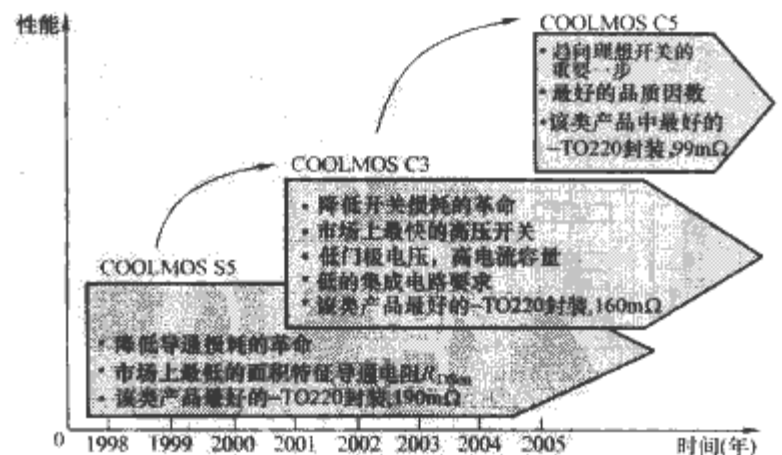 性能
COOLMOS C5
• 趋向理想开关的
重要一步
• 最好的品质因数
• 该类产品中最好的
–TO220封装,99mΩ
COOLMOS C3
• 降低开关损耗的革命
• 市场上最快的高压开关
• 低门极电压，高电流容量
• 低的集成电路要求
• 该类产品最好的–TO220封装,160mΩ
COOLMOS S5
• 降低导通损耗的革命
• 市场上最低的面积特征导通电阻RDSon
• 该类产品最好的–TO220封装,190mΩ
0 1998 1999 2000 2001 2002 2003 2004 2005 时间(年)